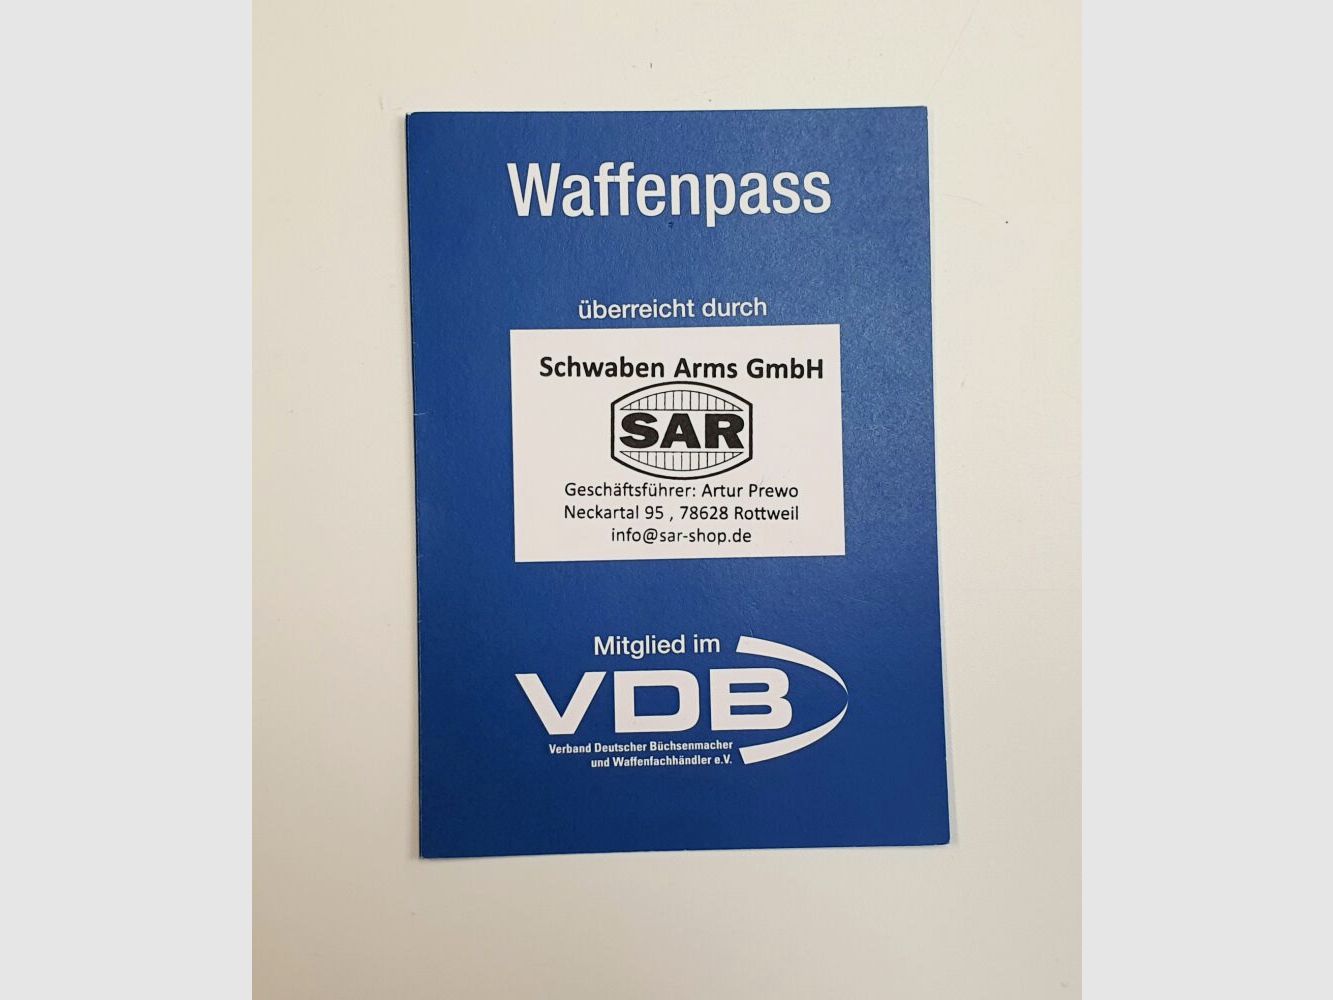 Waffenpass
überreicht durch
Schwaben Arms GmbH
SAR
Geschäftsführer: Artur Prewo
Neckartal 95 , 78628 Rottweil
info@sar-shop.de
Mitglied im
VDB
Verband Deutscher Büchsenmacher
und Waffenfachhändler e.V.